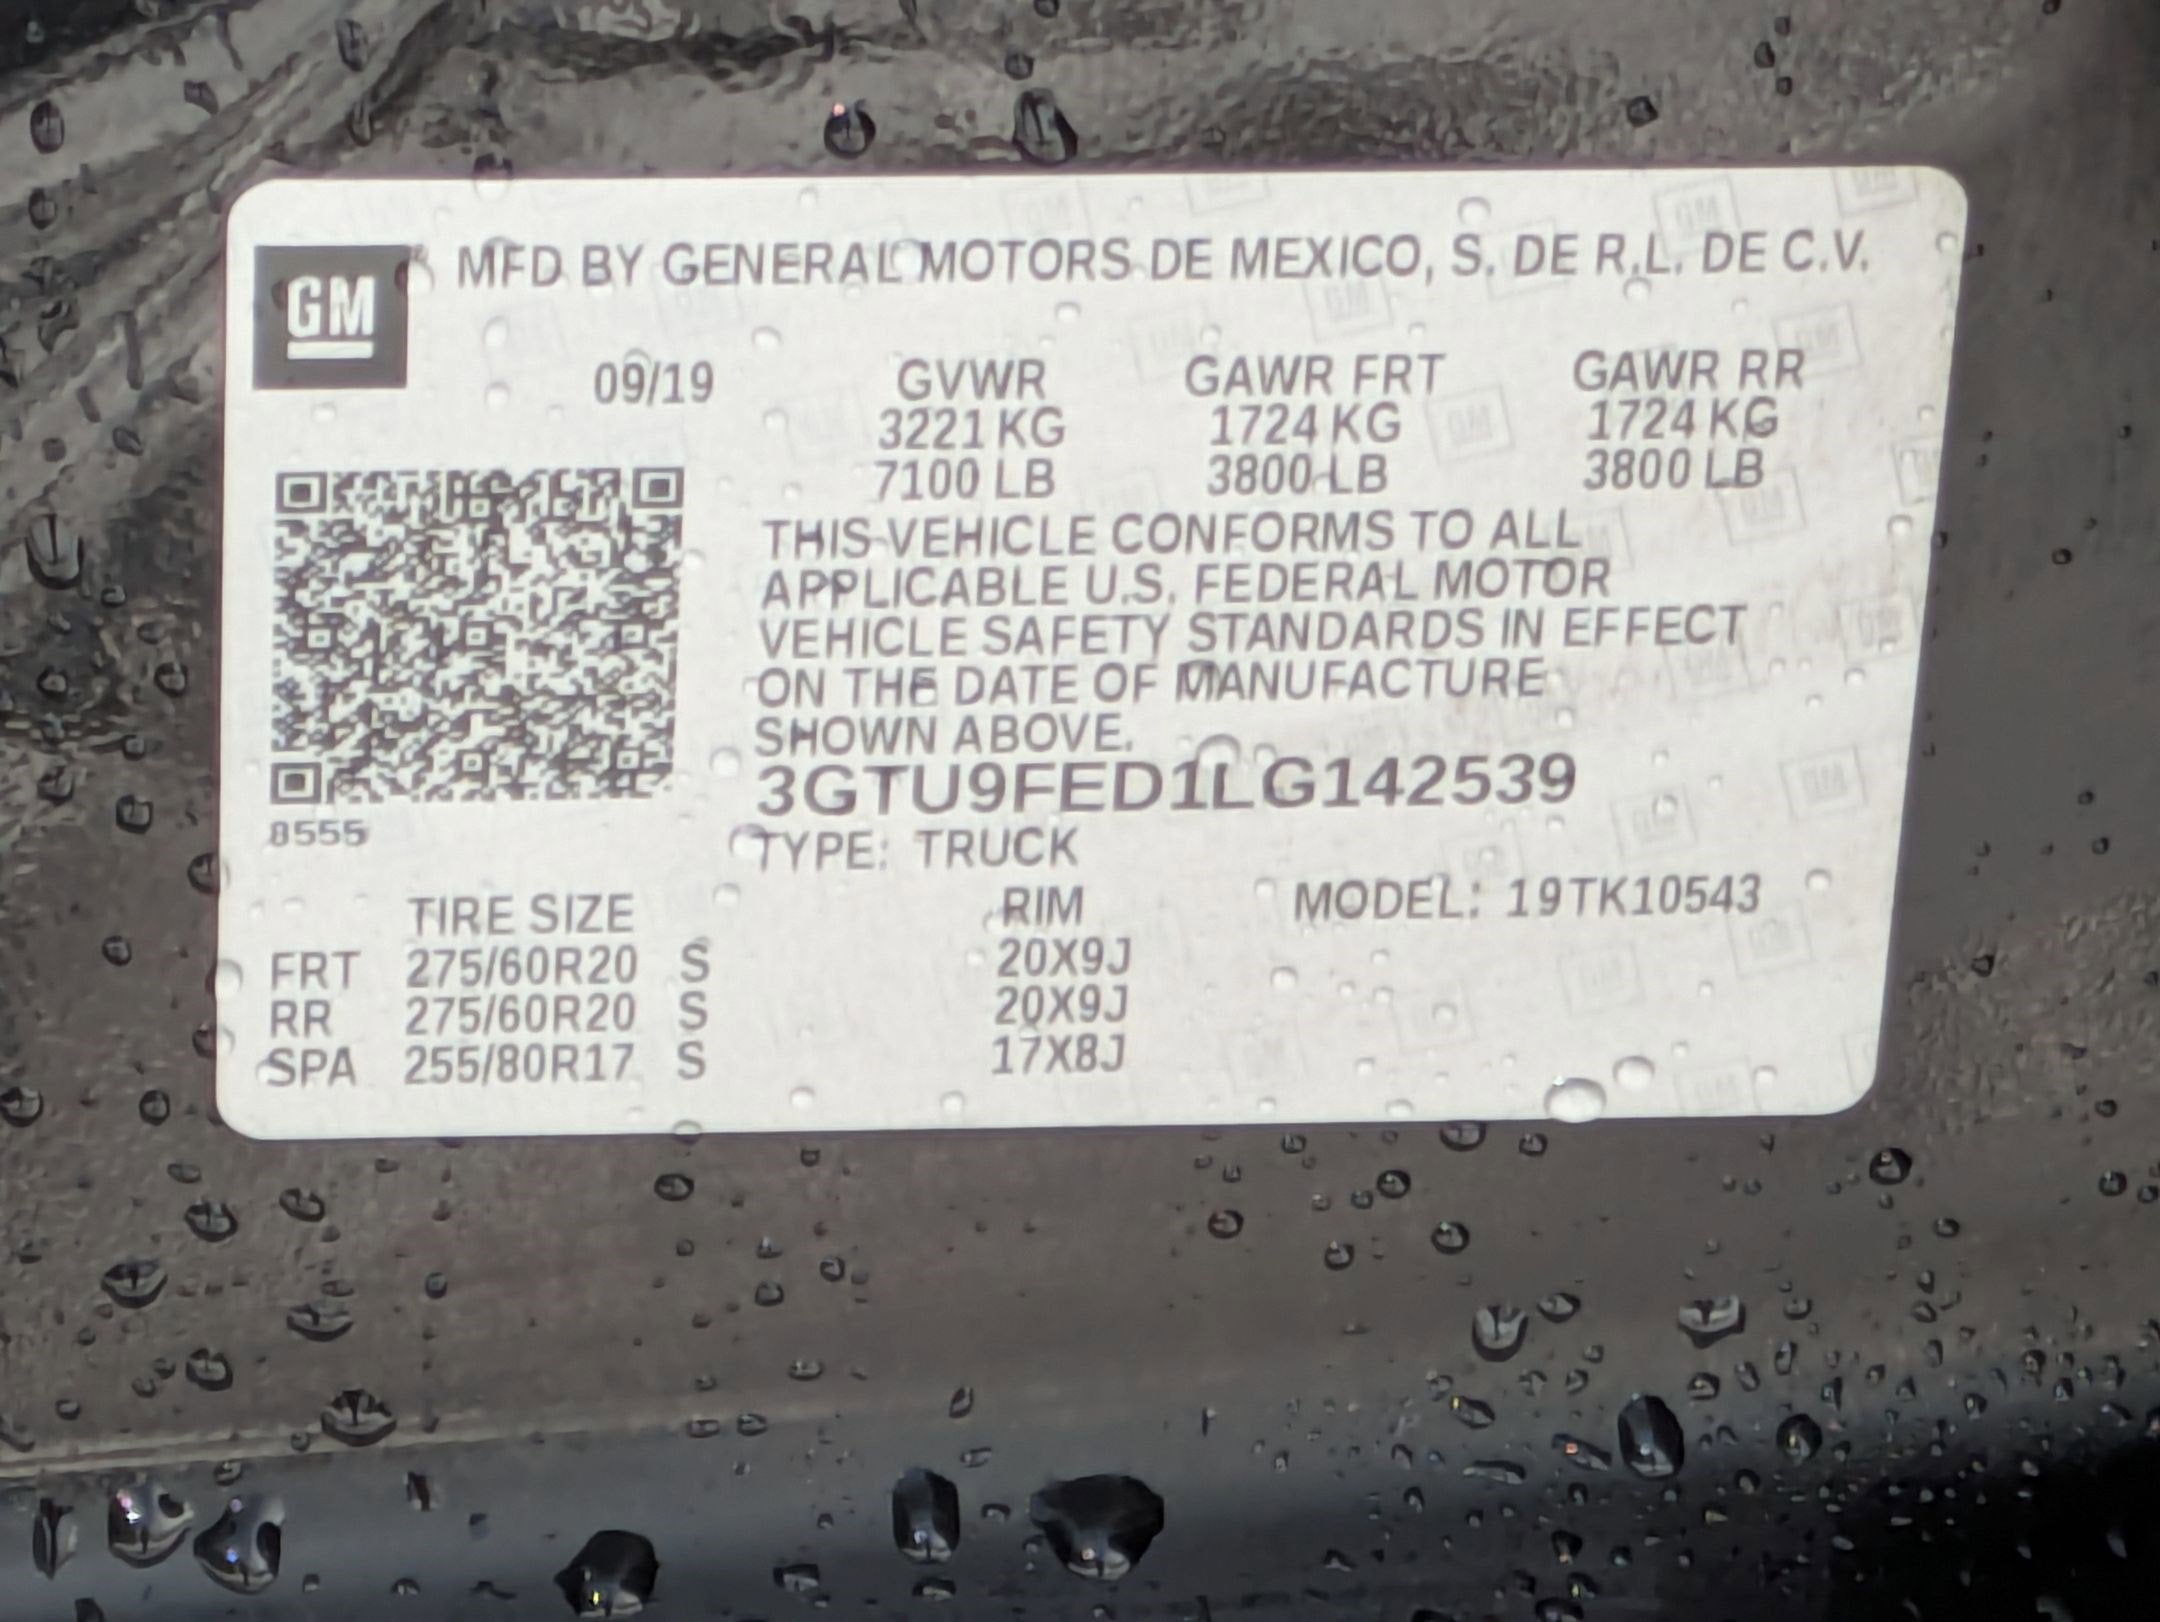 GM MFD BY GENERAL MOTORS DE MEXICO, S. DE R.L. DE C.V.
09/19 GVWR GAWR FRT GAWR RR
3221 KG 1724 KG 1724 KG
7100 LB 3800 LB 3800 LB
THIS VEHICLE CONFORMS TO ALL
APPLICABLE U.S. FEDERAL MOTOR
VEHICLE SAFETY STANDARDS IN EFFECT
ON THE DATE OF MANUFACTURE
SHOWN ABOVE.
3GTU9FED1LG142539
8555
TYPE: TRUCK
TIRE SIZE RIM MODEL: 19TK10543
FRT 275/60R20 S 20X9J
RR 275/60R20 S 20X9J
SPA 255/80R17 S 17X8J